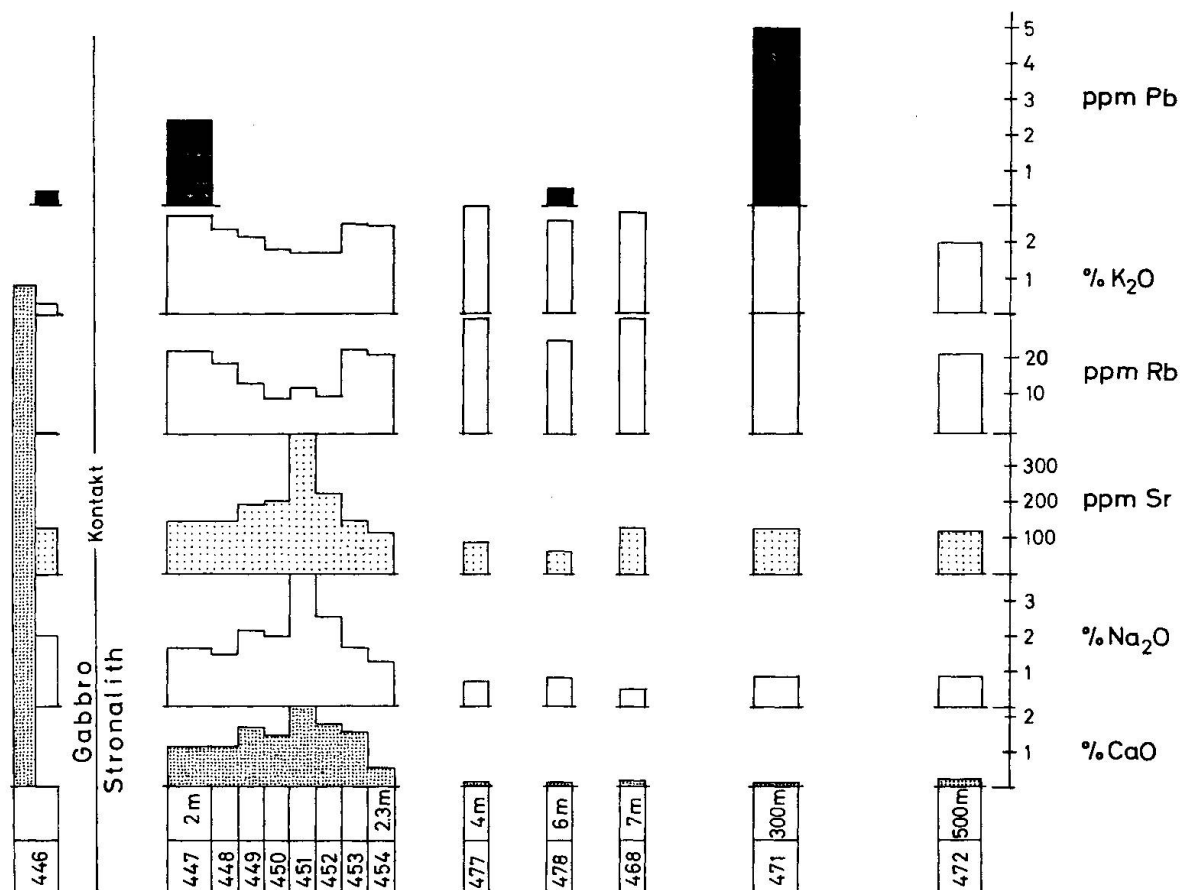 5
4
3
2
1
ppm Pb
2
1
% K₂O
20
10
ppm Rb
300
200
100
ppm Sr
3
2
1
% Na₂O
2
1
% CaO
Gabbro
Kontakt
Stronalith
2m
2.3m
4m
6m
7m
300m
500m
446
447
448
449
450
451
452
453
454
477
478
468
471
472